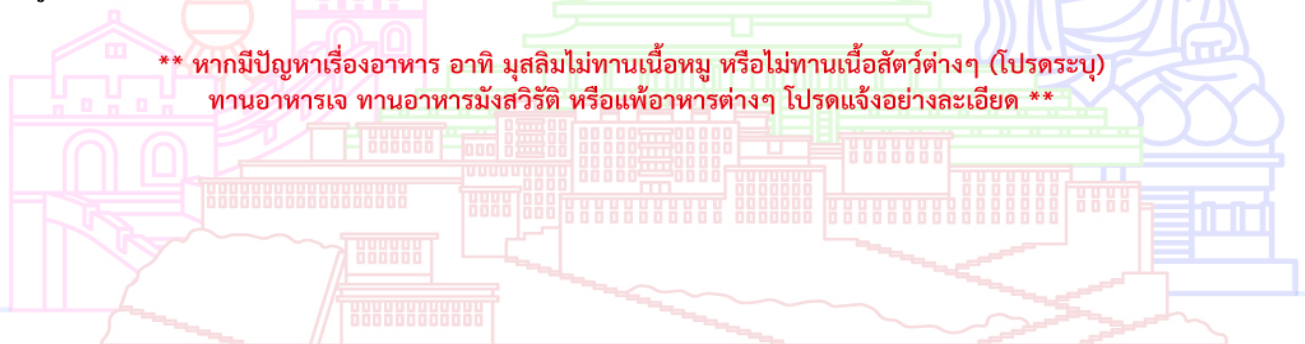 ** หากมีปัญหาเรื่องอาหาร อาทิ มุสลิมไม่ทานเนื้อหมู หรือไม่ทานเนื้อสัตว์ต่างๆ (โปรดระบุ)
ทานอาหารเจ ทานอาหารมังสวิรัติ หรือแพ้อาหารต่างๆ โปรดแจ้งอย่างละเอียด **